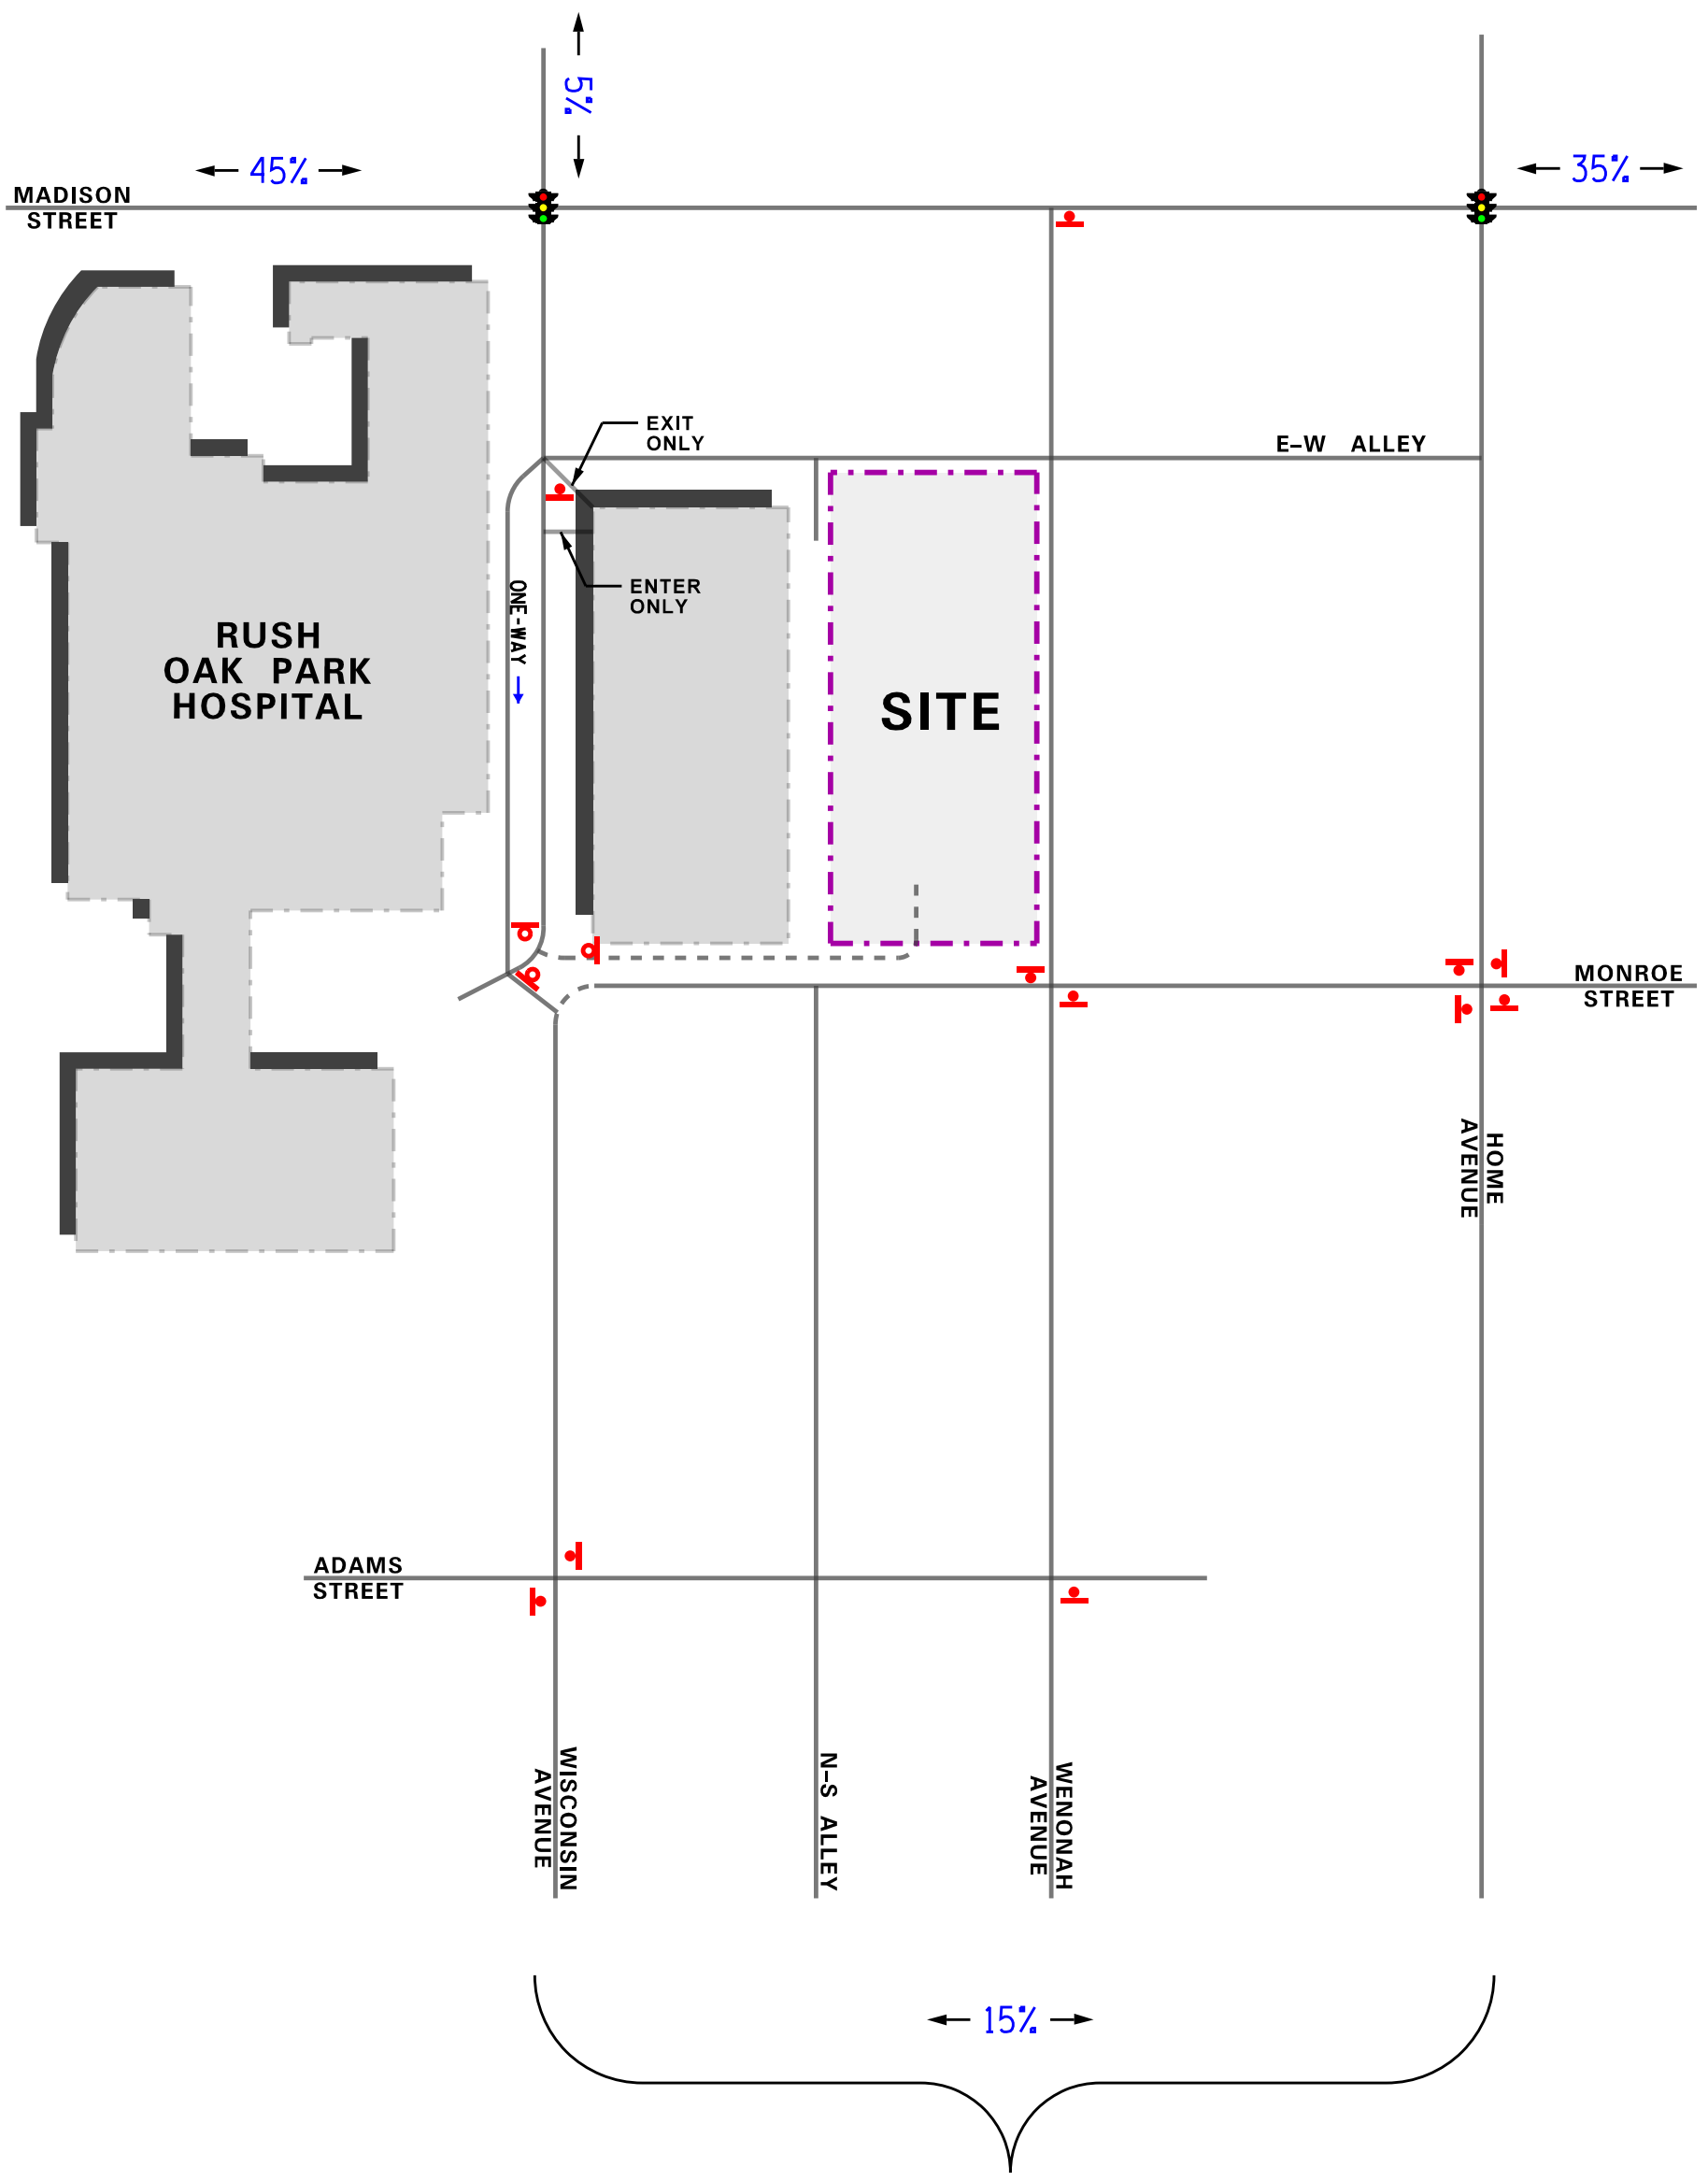 5%
45%
35%
MADISON
STREET
EXIT
ONLY
E-W ALLEY
ENTER
ONLY
ONE-WAY
RUSH
OAK PARK
HOSPITAL
SITE
MONROE
STREET
HOME
AVENUE
ADAMS
STREET
WISCONSIN
AVENUE
N-S ALLEY
WENONAH
AVENUE
15%